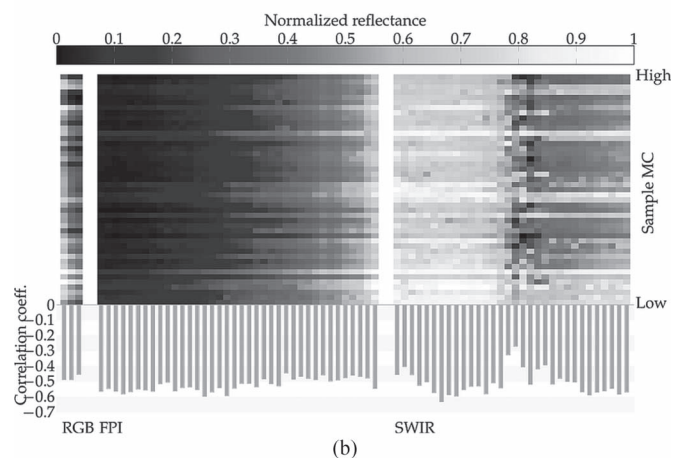 Normalized reflectance
0 0.1 0.2 0.3 0.4 0.5 0.6 0.7 0.8 0.9 1
High
Sample MC
Low
Correlation coeff.
0
−0.1
−0.2
−0.3
−0.4
−0.5
−0.6
−0.7
RGB FPI SWIR
(b)